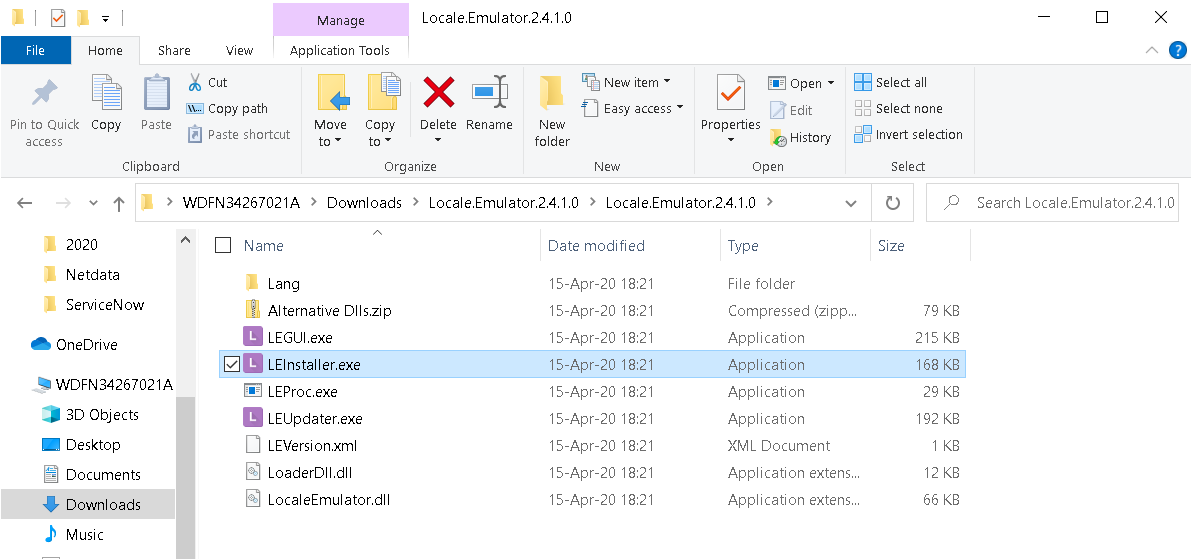 Manage
Locale.Emulator.2.4.1.0
File Home Share View Application Tools
Pin to Quick access
Copy
Paste
Cut
Copy path
Paste shortcut
Clipboard
Move to
Copy to
Delete
Rename
Organize
New folder
New item
Easy access
New
Properties
Open
Edit
History
Open
Select all
Select none
Invert selection
Select
WDFN34267021A Downloads Locale.Emulator.2.4.1.0 Locale.Emulator.2.4.1.0
Search Locale.Emulator.2.4.1.0
2020
Netdata
ServiceNow
OneDrive
WDFN34267021A
3D Objects
Desktop
Documents
Downloads
Music
Name Date modified Type Size
Lang 15-Apr-20 18:21 File folder
Alternative Dlls.zip 15-Apr-20 18:21 Compressed (zipp... 79 KB
LEGUI.exe 15-Apr-20 18:21 Application 215 KB
LEInstaller.exe 15-Apr-20 18:21 Application 168 KB
LEProc.exe 15-Apr-20 18:21 Application 29 KB
LEUpdater.exe 15-Apr-20 18:21 Application 192 KB
LEVersion.xml 15-Apr-20 18:21 XML Document 1 KB
LoaderDll.dll 15-Apr-20 18:21 Application extens... 12 KB
LocaleEmulator.dll 15-Apr-20 18:21 Application extens... 66 KB